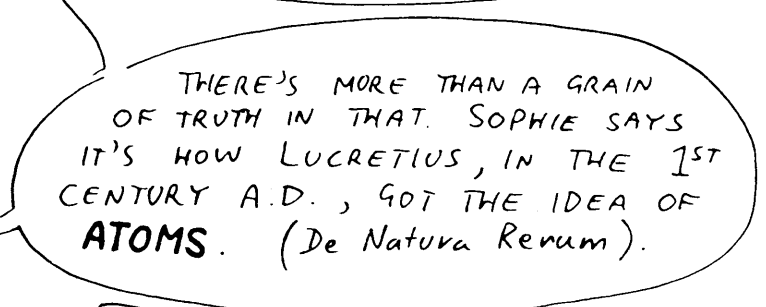 THERE'S MORE THAN A GRAIN
OF TRUTH IN THAT. SOPHIE SAYS
IT'S HOW LUCRETIUS, IN THE 1ST
CENTURY A.D., GOT THE IDEA OF
ATOMS. (De Natura Rerum).